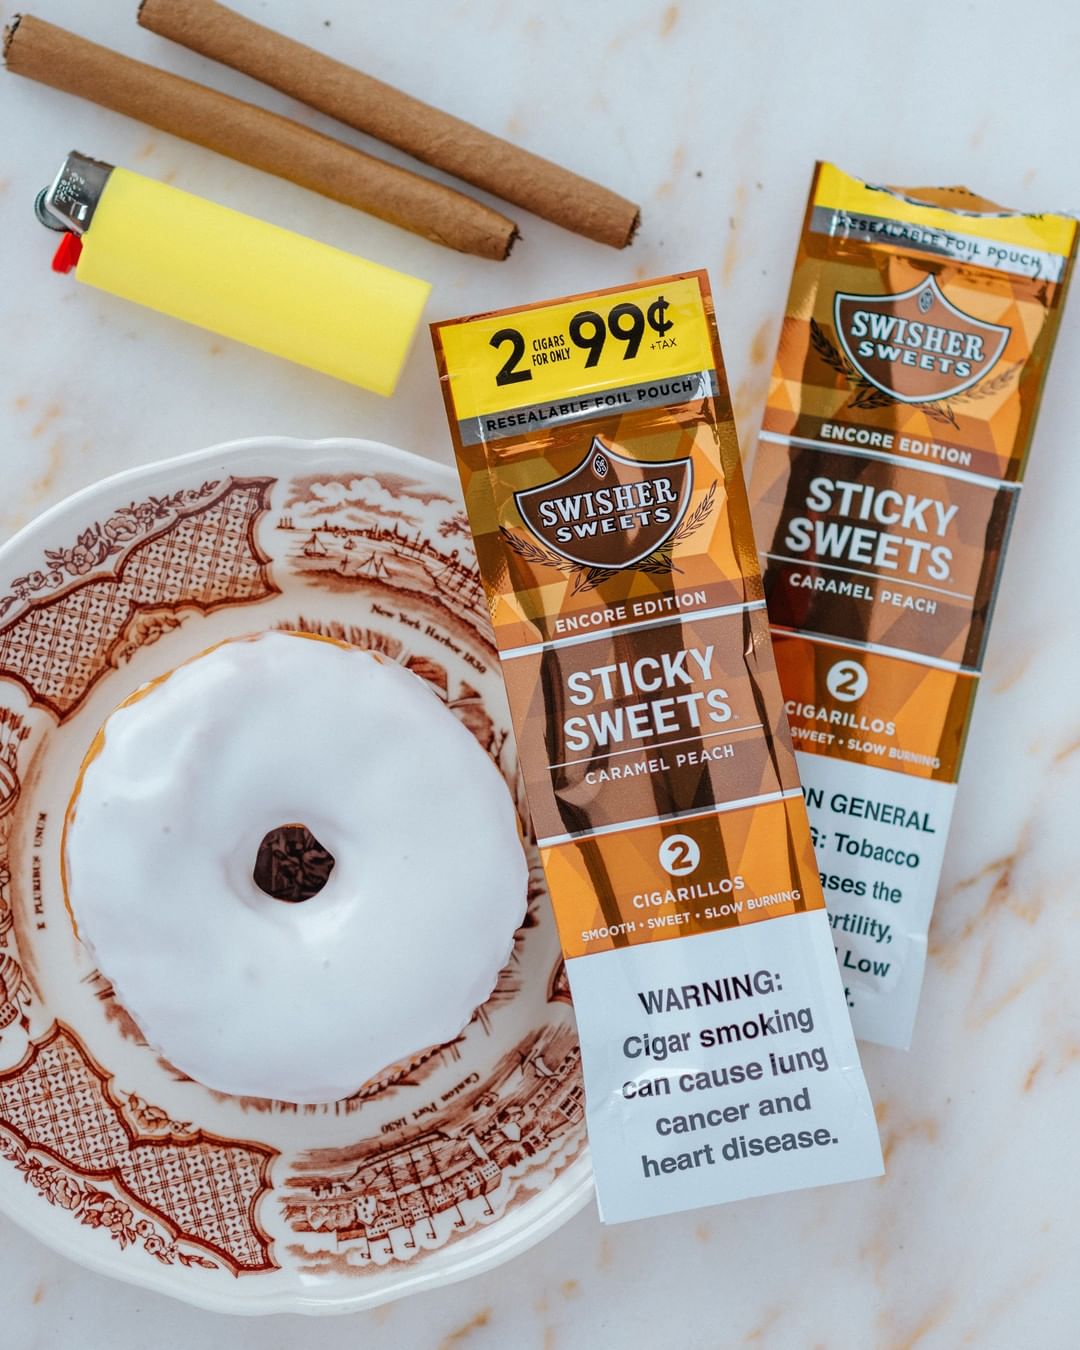 2 CIGARS FOR ONLY 99¢ +TAX
RESEALABLE FOIL POUCH
SWISHER
SWEETS
ENCORE EDITION
STICKY
SWEETS
CARAMEL PEACH
2
CIGARILLOS
SMOOTH • SWEET • SLOW BURNING
WARNING:
Cigar smoking
can cause lung
cancer and
heart disease.
RESEALABLE FOIL POUCH
SWISHER
SWEETS
ENCORE EDITION
STICKY
SWEETS
CARAMEL PEACH
2
CIGARILLOS
SWEET • SLOW BURNING
GENERAL
Tobacco
the
Low
New York Harbor 1830
E PLURIBUS UNUM
Canton Port 1830